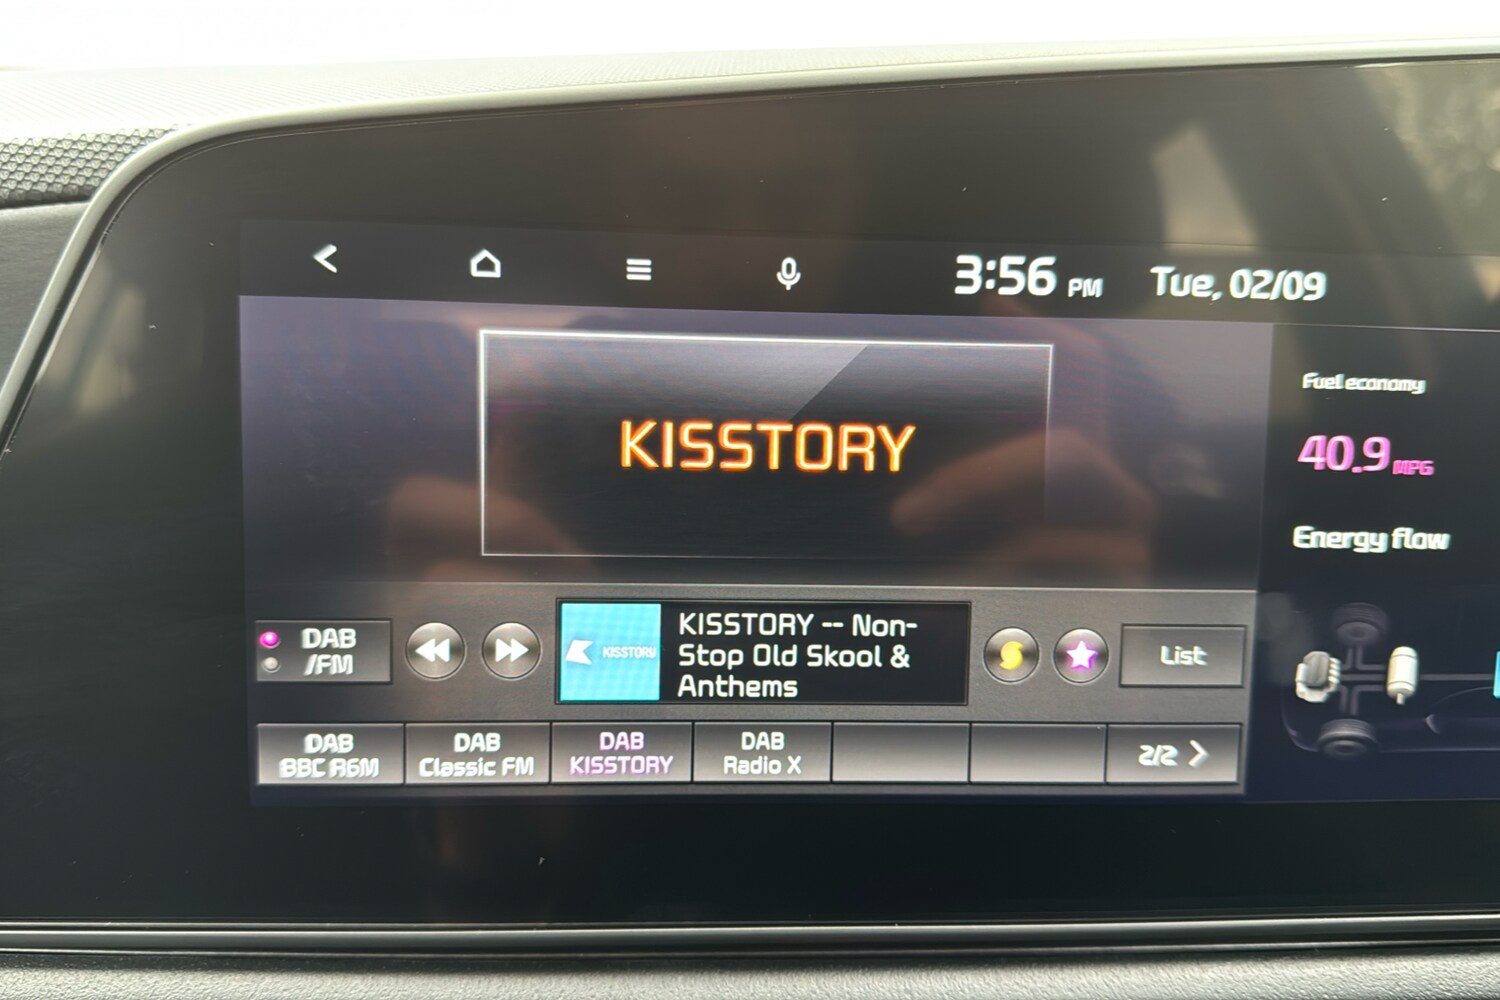 3:56 PM Tue, 02/09
KISSTORY
Fuel economy
40.9 MPG
Energy flow
DAB
/FM
KISSTORY
KISSTORY -- Non-
Stop Old Skool &
Anthems
List
DAB
BBC R6M
DAB
Classic FM
DAB
KISSTORY
DAB
Radio X
2/2